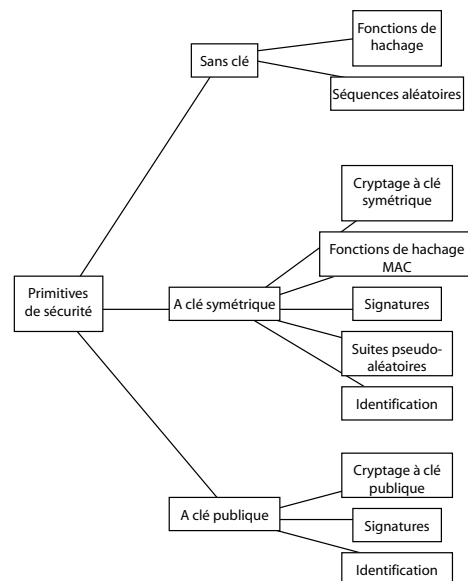 Fonctions de
hachage
Sans clé
Séquences aléatoires
Cryptage à clé
symétrique
Fonctions de hachage
MAC
Primitives
de sécurité
A clé symétrique
Signatures
Suites pseudo-
aléatoires
Identification
Cryptage à clé
publique
A clé publique
Signatures
Identification